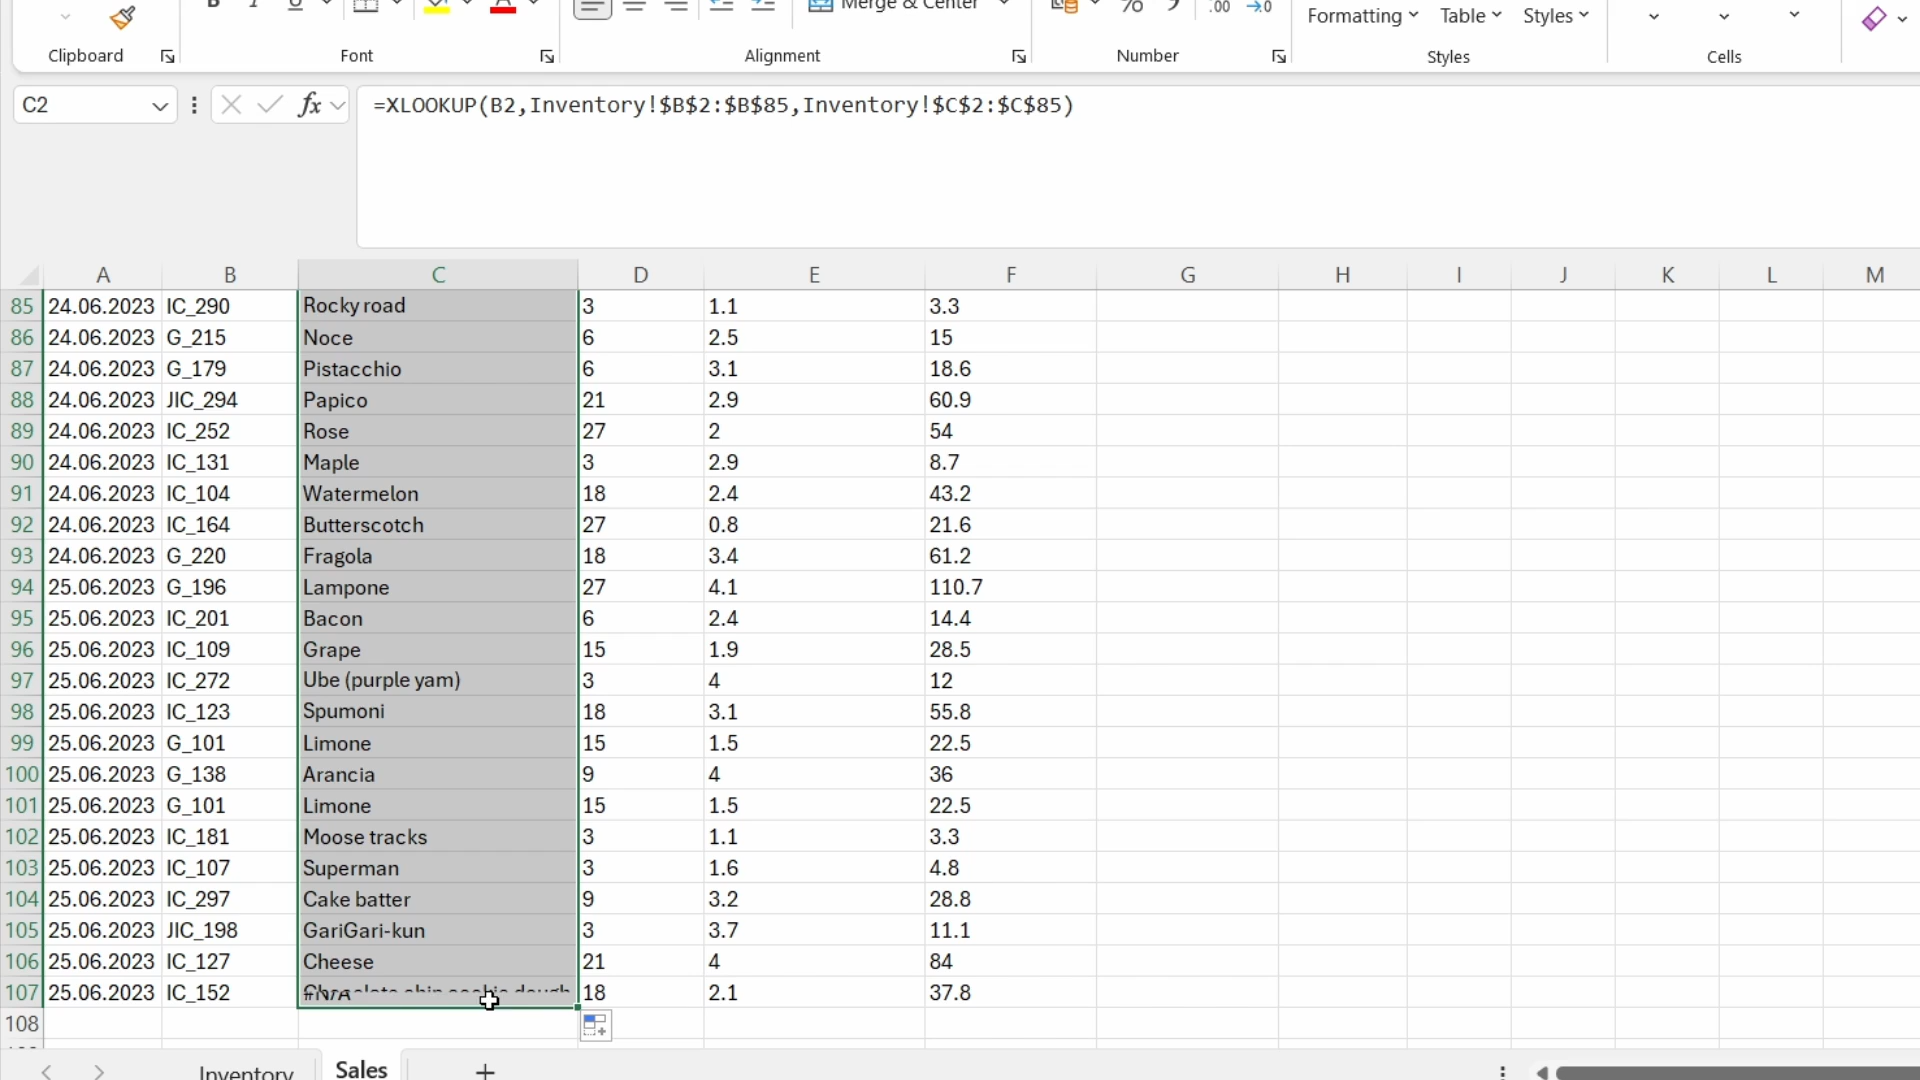 Merge & Center
Formatting Table Styles
Clipboard Font Alignment Number Styles Cells
C2 fx =XLOOKUP(B2,Inventory!$B$2:$B$85,Inventory!$C$2:$C$85)
A B C D E F G H I J K L M
85 24.06.2023 IC_290 Rocky road 3 1.1 3.3
86 24.06.2023 G_215 Noce 6 2.5 15
87 24.06.2023 G_179 Pistacchio 6 3.1 18.6
88 24.06.2023 JIC_294 Papico 21 2.9 60.9
89 24.06.2023 IC_252 Rose 27 2 54
90 24.06.2023 IC_131 Maple 3 2.9 8.7
91 24.06.2023 IC_104 Watermelon 18 2.4 43.2
92 24.06.2023 IC_164 Butterscotch 27 0.8 21.6
93 24.06.2023 G_220 Fragola 18 3.4 61.2
94 25.06.2023 G_196 Lampone 27 4.1 110.7
95 25.06.2023 IC_201 Bacon 6 2.4 14.4
96 25.06.2023 IC_109 Grape 15 1.9 28.5
97 25.06.2023 IC_272 Ube (purple yam) 3 4 12
98 25.06.2023 IC_123 Spumoni 18 3.1 55.8
99 25.06.2023 G_101 Limone 15 1.5 22.5
100 25.06.2023 G_138 Arancia 9 4 36
101 25.06.2023 G_101 Limone 15 1.5 22.5
102 25.06.2023 IC_181 Moose tracks 3 1.1 3.3
103 25.06.2023 IC_107 Superman 3 1.6 4.8
104 25.06.2023 IC_297 Cake batter 9 3.2 28.8
105 25.06.2023 JIC_198 GariGari-kun 3 3.7 11.1
106 25.06.2023 IC_127 Cheese 21 4 84
107 25.06.2023 IC_152 18 2.1 37.8
108
Inventory Sales